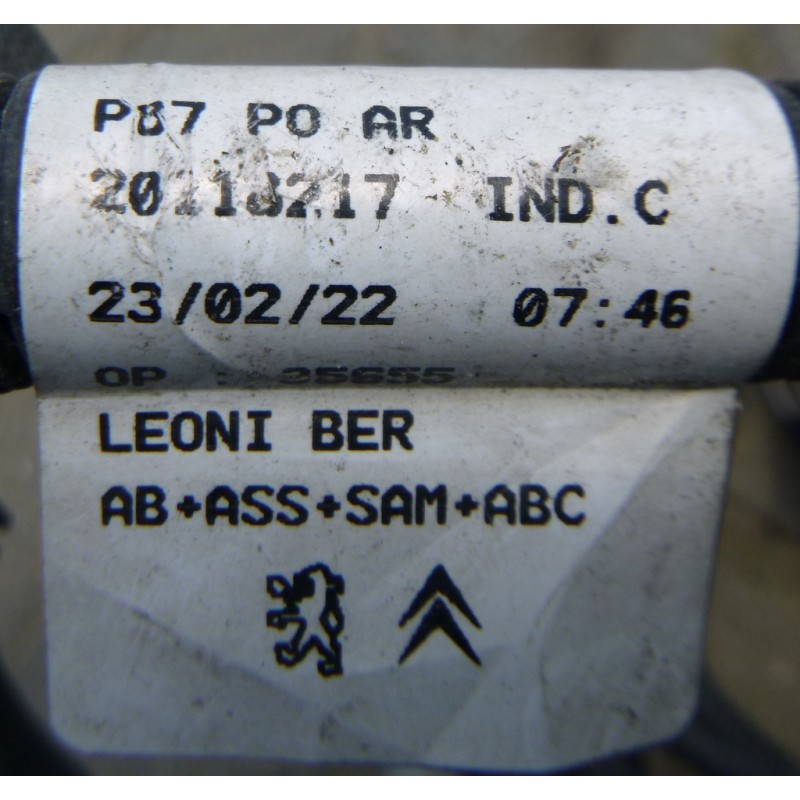 P87 PO AR
IND.C
23/02/22 07:46
OP
LEONI BER
AB+ASS+SAM+ABC